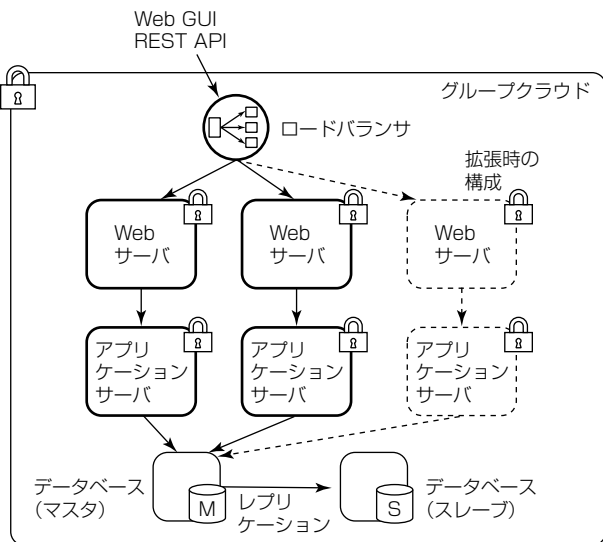 Web GUI
REST API
グループクラウド
ロードバランサ
拡張時の
構成
Web
サーバ
Web
サーバ
Web
サーバ
アプリ
ケーション
サーバ
アプリ
ケーション
サーバ
アプリ
ケーション
サーバ
データベース
(マスタ)
M
レプリ
ケーション
S
データベース
(スレーブ)